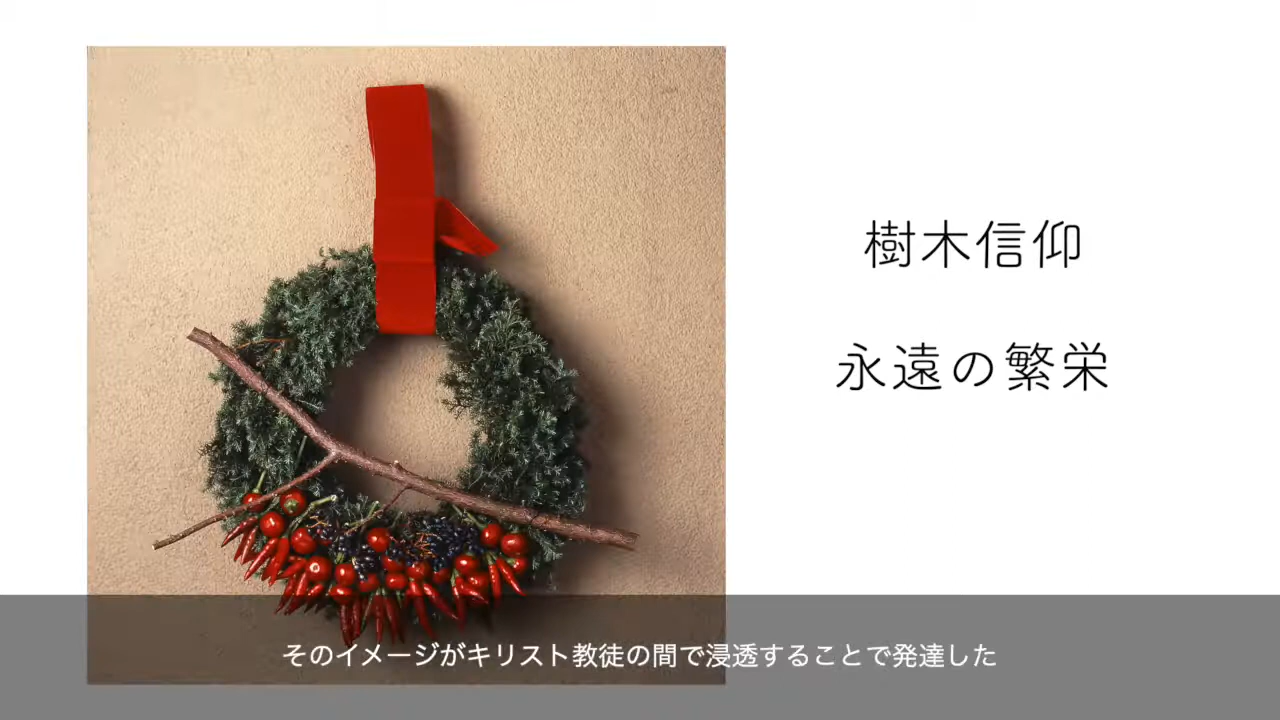 樹木信仰
永遠の繁栄
そのイメージがキリスト教徒の間で浸透することで発達した